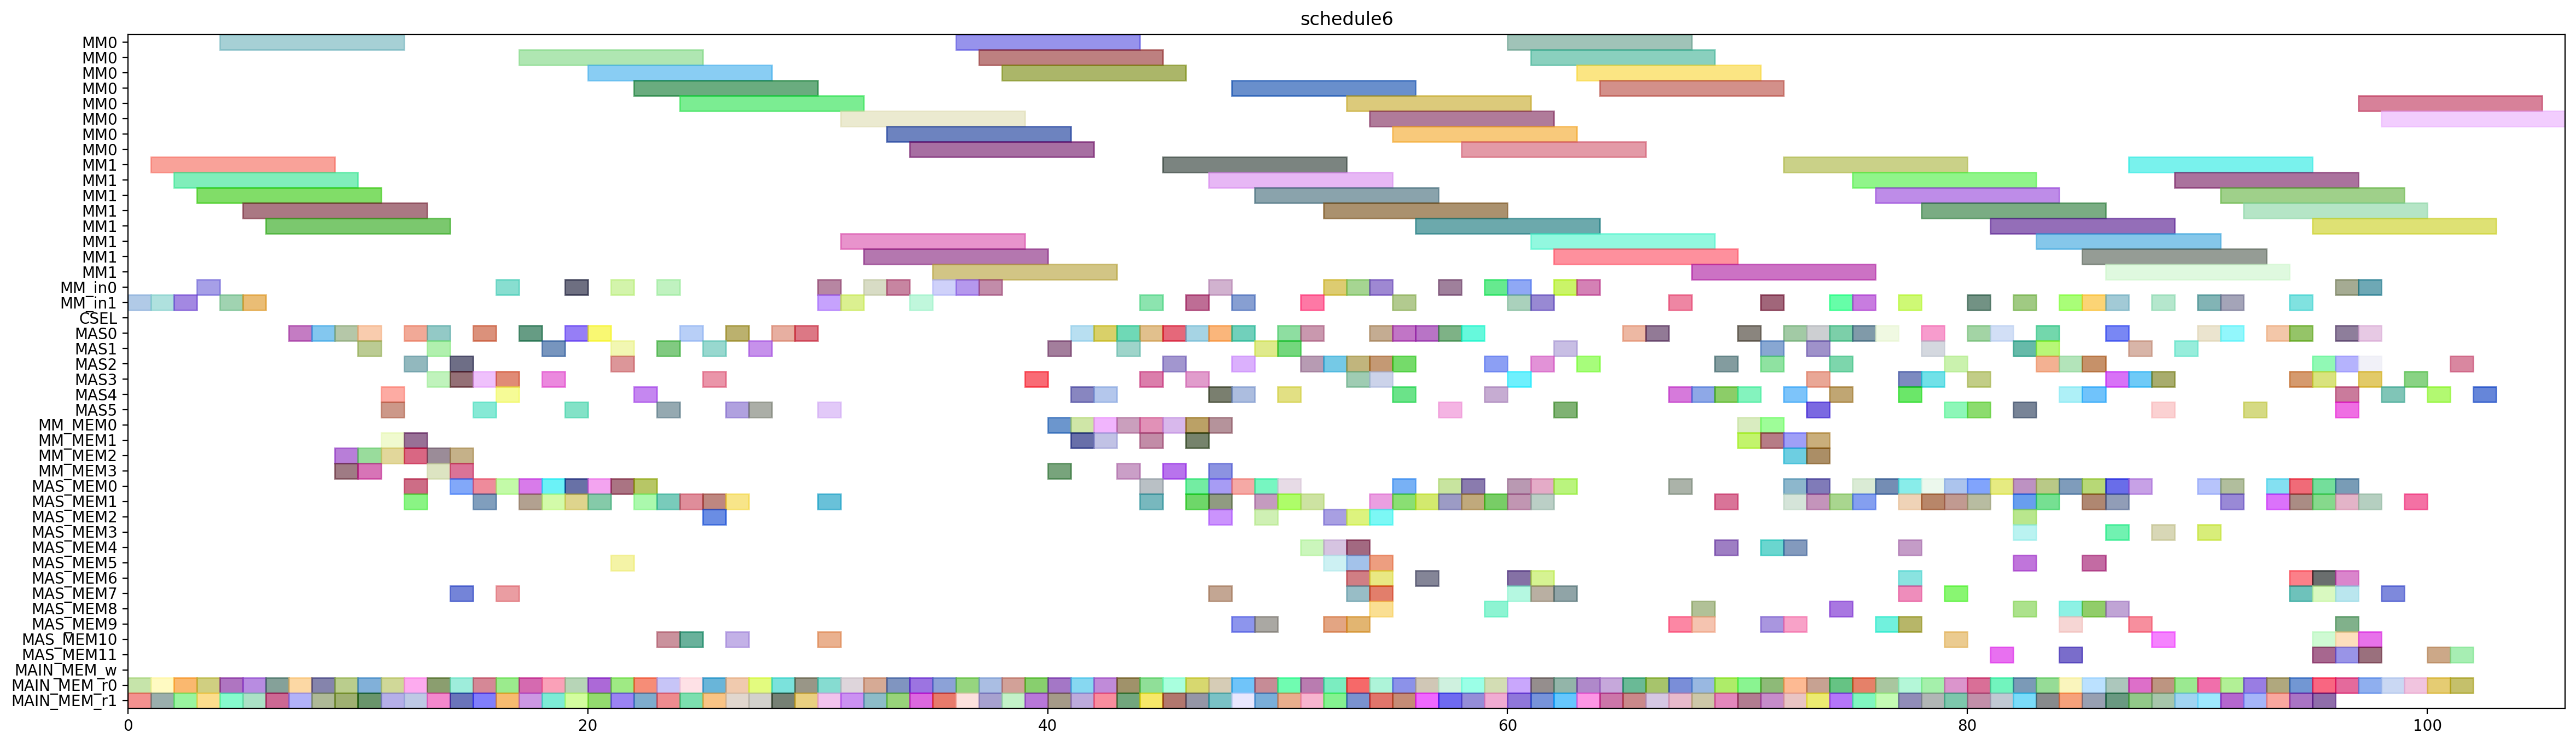 schedule6
MM0
MM0
MM0
MM0
MM0
MM0
MM0
MM0
MM1
MM1
MM1
MM1
MM1
MM1
MM1
MM1
MM_in0
MM_in1
CSEL
MAS0
MAS1
MAS2
MAS3
MAS4
MAS5
MM_MEM0
MM_MEM1
MM_MEM2
MM_MEM3
MAS_MEM0
MAS_MEM1
MAS_MEM2
MAS_MEM3
MAS_MEM4
MAS_MEM5
MAS_MEM6
MAS_MEM7
MAS_MEM8
MAS_MEM9
MAS_MEM10
MAS_MEM11
MAIN_MEM_w
MAIN_MEM_r0
MAIN_MEM_r1
0 20 40 60 80 100